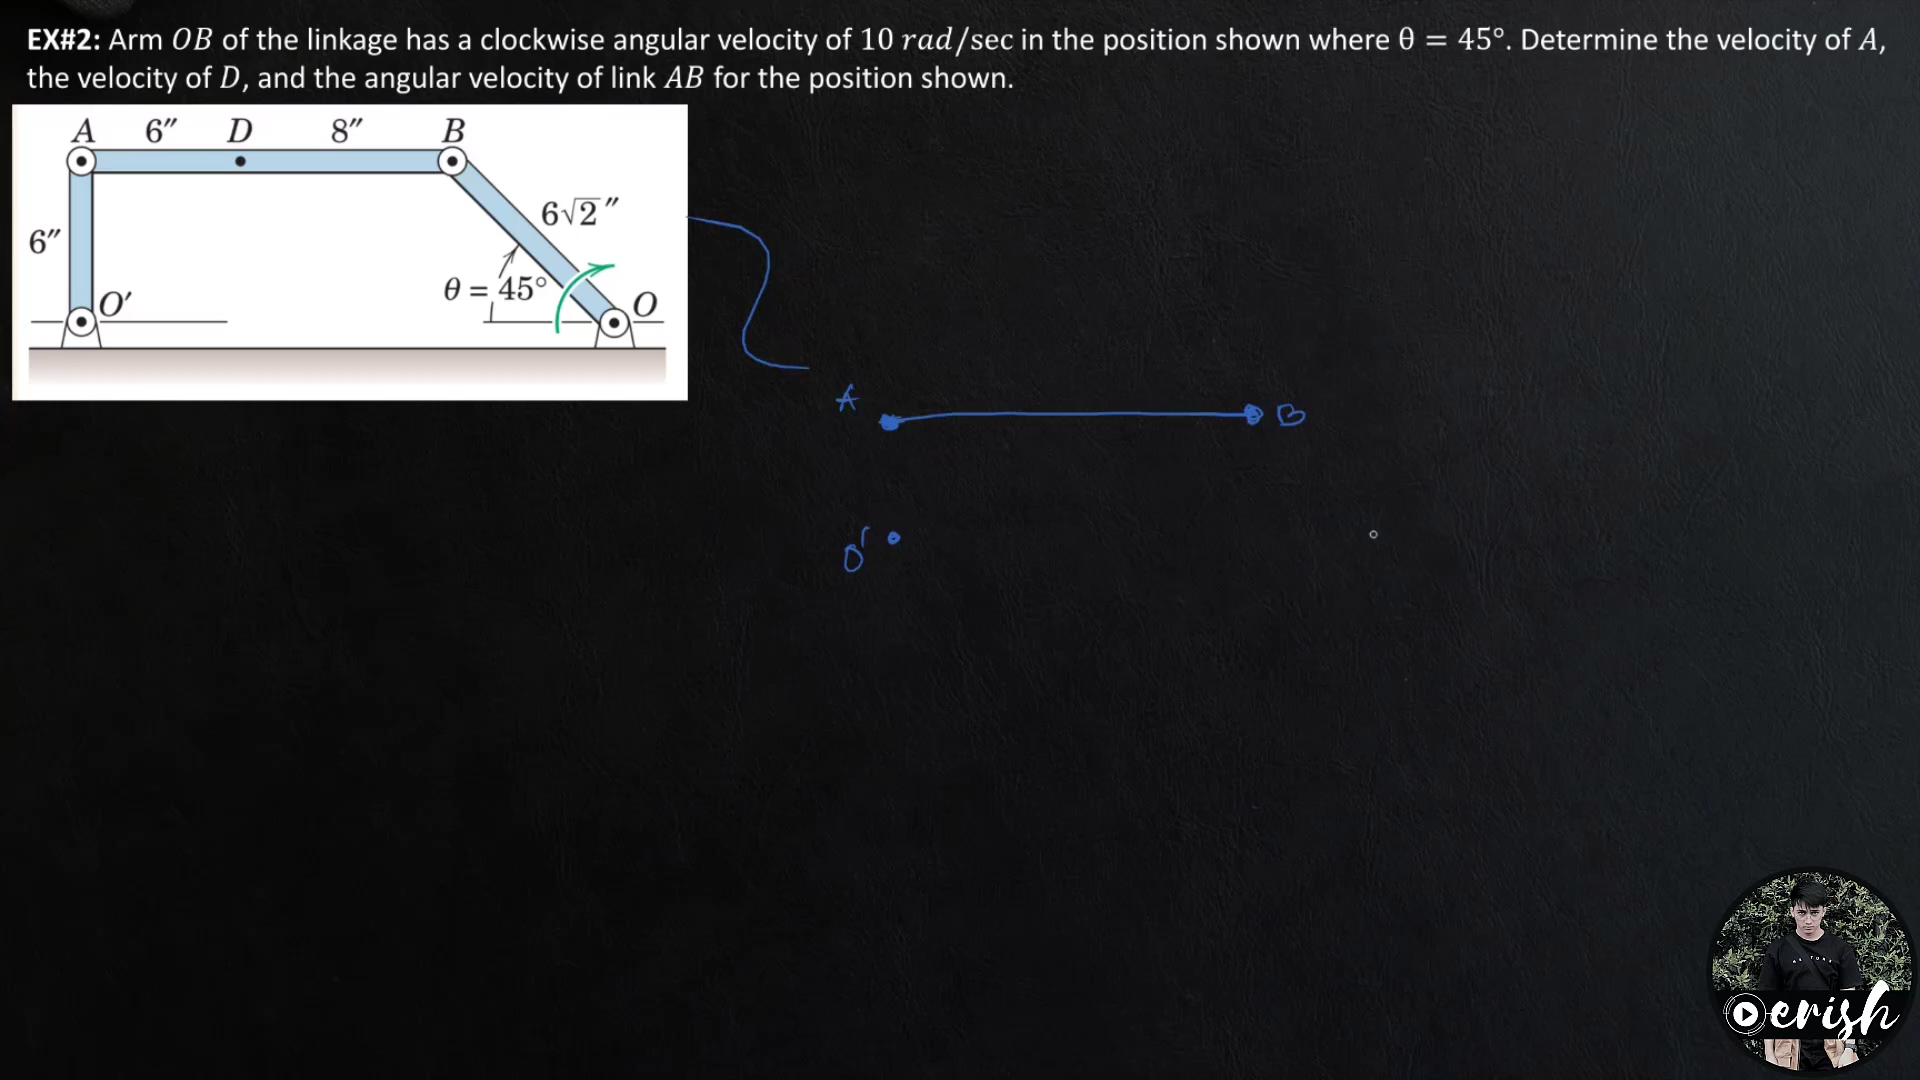 EX#2: Arm OB of the linkage has a clockwise angular velocity of 10 rad/sec in the position shown where θ = 45°. Determine the velocity of A,
the velocity of D, and the angular velocity of link AB for the position shown.
A 6″ D 8″ B
6√2″
6″
θ = 45°
O′ O
A B
O'
erish